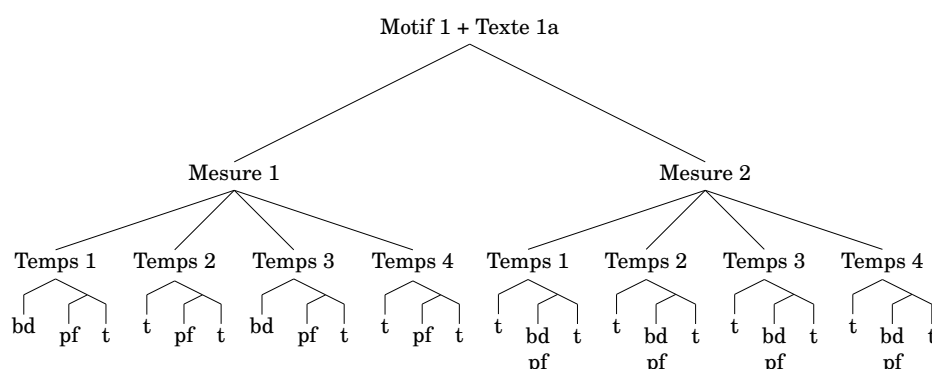 Motif 1 + Texte 1a
Mesure 1 Mesure 2
Temps 1 Temps 2 Temps 3 Temps 4 Temps 1 Temps 2 Temps 3 Temps 4
bd pf t t pf t bd pf t t pf t t bd t t bd t t bd t t bd t
pf pf pf pf